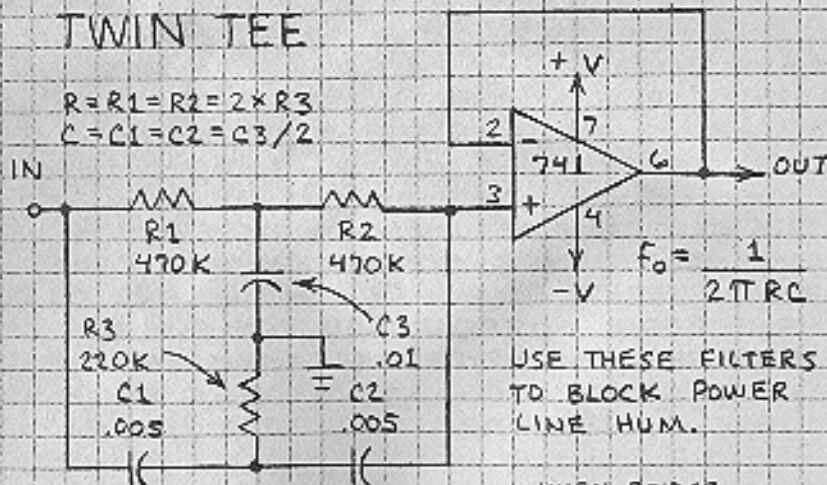 TWIN TEE
R=R1=R2=2×R3
C=C1=C2=C3/2
IN
R1
470K
R2
470K
R3
220K
C1
.005
C3
.01
C2
.005
+V
2
-
7
741
6
OUT
3
+
4
-V
Fo = 1
2πRC
USE THESE FILTERS
TO BLOCK POWER
LINE HUM.